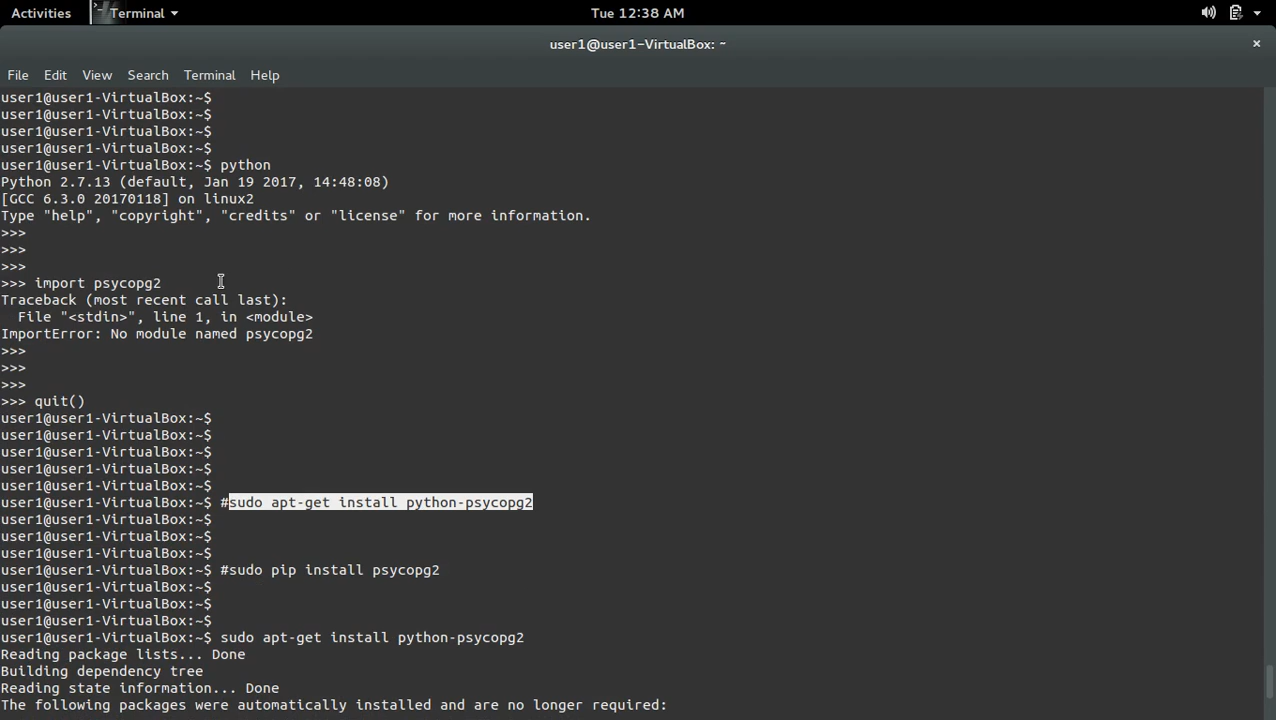 Activities Terminal Tue 12:38 AM
user1@user1-VirtualBox: ~ ×
File Edit View Search Terminal Help
user1@user1-VirtualBox:~$
user1@user1-VirtualBox:~$
user1@user1-VirtualBox:~$
user1@user1-VirtualBox:~$
user1@user1-VirtualBox:~$ python
Python 2.7.13 (default, Jan 19 2017, 14:48:08)
[GCC 6.3.0 20170118] on linux2
Type "help", "copyright", "credits" or "license" for more information.
>>>
>>>
>>>
>>> import psycopg2
Traceback (most recent call last):
  File "<stdin>", line 1, in <module>
ImportError: No module named psycopg2
>>>
>>>
>>>
>>> quit()
user1@user1-VirtualBox:~$
user1@user1-VirtualBox:~$
user1@user1-VirtualBox:~$
user1@user1-VirtualBox:~$
user1@user1-VirtualBox:~$
user1@user1-VirtualBox:~$ #sudo apt-get install python-psycopg2
user1@user1-VirtualBox:~$
user1@user1-VirtualBox:~$
user1@user1-VirtualBox:~$
user1@user1-VirtualBox:~$ #sudo pip install psycopg2
user1@user1-VirtualBox:~$
user1@user1-VirtualBox:~$
user1@user1-VirtualBox:~$
user1@user1-VirtualBox:~$ sudo apt-get install python-psycopg2
Reading package lists... Done
Building dependency tree
Reading state information... Done
The following packages were automatically installed and are no longer required: